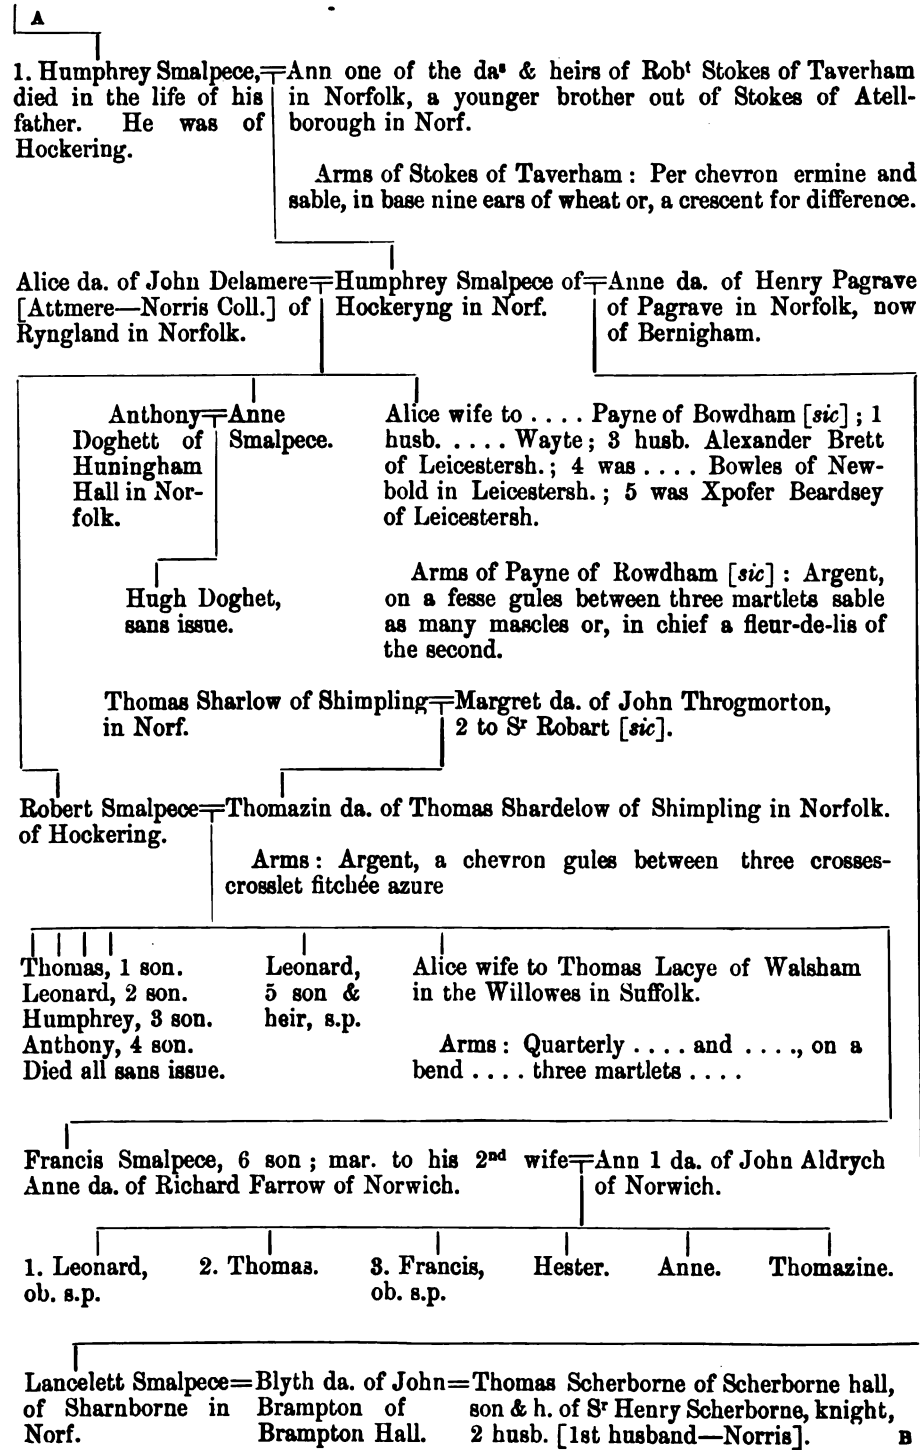 A
1. Humphrey Smalpece,
died in the life of his
father. He was of
Hockering.
Ann one of the daˢ & heirs of Robᵗ Stokes of Taverham
in Norfolk, a younger brother out of Stokes of Atell-
borough in Norf.
Arms of Stokes of Taverham : Per chevron ermine and
sable, in base nine ears of wheat or, a crescent for difference.
Alice da. of John Delamere
[Attmere—Norris Coll.] of
Ryngland in Norfolk.
Humphrey Smalpece of
Hockeryng in Norf.
Anne da. of Henry Pagrave
of Pagrave in Norfolk, now
of Bernigham.
Anthony
Doghett of
Huningham
Hall in Nor-
folk.
Anne
Smalpece.
Alice wife to .... Payne of Bowdham [sic] ; 1
husb. .... Wayte ; 3 husb. Alexander Brett
of Leicestersh. ; 4 was .... Bowles of New-
bold in Leicestersh. ; 5 was Xpofer Beardsey
of Leicestersh.
Hugh Doghet,
sans issue.
Arms of Payne of Rowdham [sic] : Argent,
on a fesse gules between three martlets sable
as many mascles or, in chief a fleur-de-lis of
the second.
Thomas Sharlow of Shimpling
in Norf.
Margret da. of John Throgmorton,
2 to Sʳ Robart [sic].
Robert Smalpece
of Hockering.
Thomazin da. of Thomas Shardelow of Shimpling in Norfolk.
Arms : Argent, a chevron gules between three crosses-
crosslet fitchée azure
Thomas, 1 son.
Leonard, 2 son.
Humphrey, 3 son.
Anthony, 4 son.
Died all sans issue.
Leonard,
5 son &
heir, s.p.
Alice wife to Thomas Lacye of Walsham
in the Willowes in Suffolk.
Arms : Quarterly .... and ...., on a
bend .... three martlets ....
Francis Smalpece, 6 son ; mar. to his 2ⁿᵈ wife
Anne da. of Richard Farrow of Norwich.
Ann 1 da. of John Aldrych
of Norwich.
1. Leonard,
ob. s.p.
2. Thomas.
3. Francis,
ob. s.p.
Hester.
Anne.
Thomazine.
Lancelett Smalpece
of Sharnborne in
Norf.
=Blyth da. of John=
Brampton of
Brampton Hall.
Thomas Scherborne of Scherborne hall,
son & h. of Sʳ Henry Scherborne, knight,
2 husb. [1st husband—Norris].
B